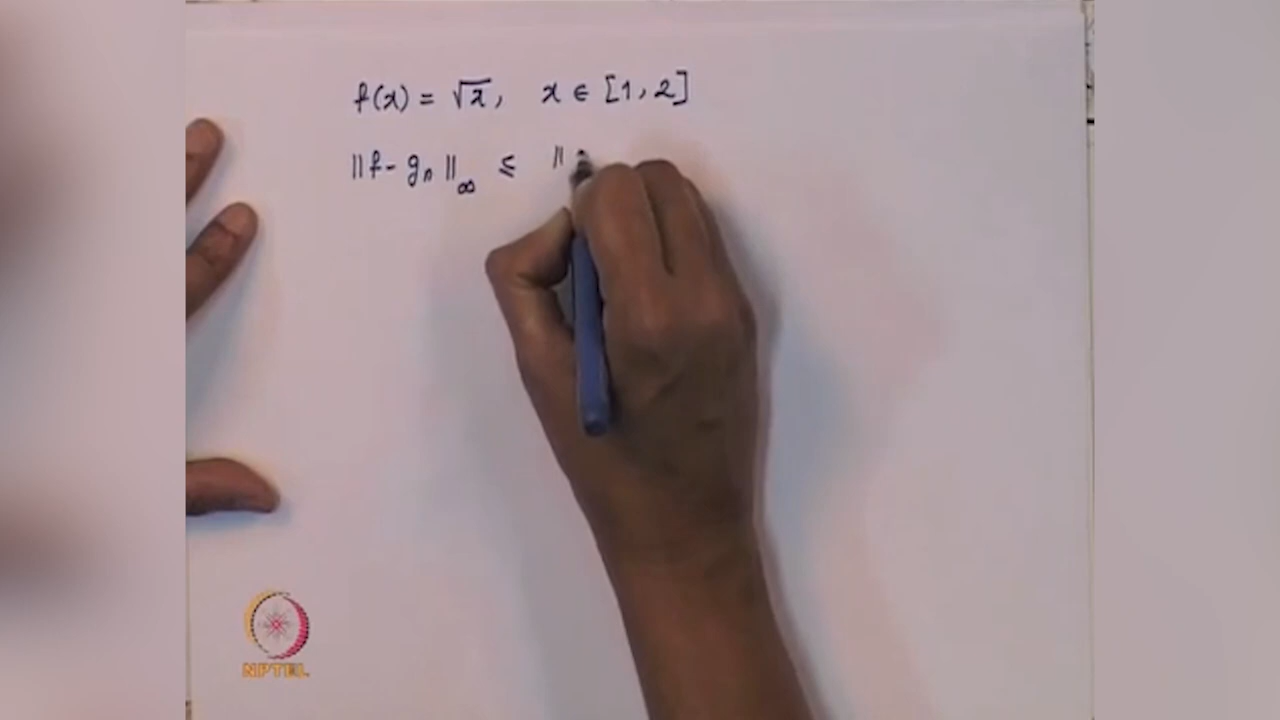 f(x) = √x, x ∈ [1, 2]
‖f - gₙ‖∞ ≤ ‖
NPTEL